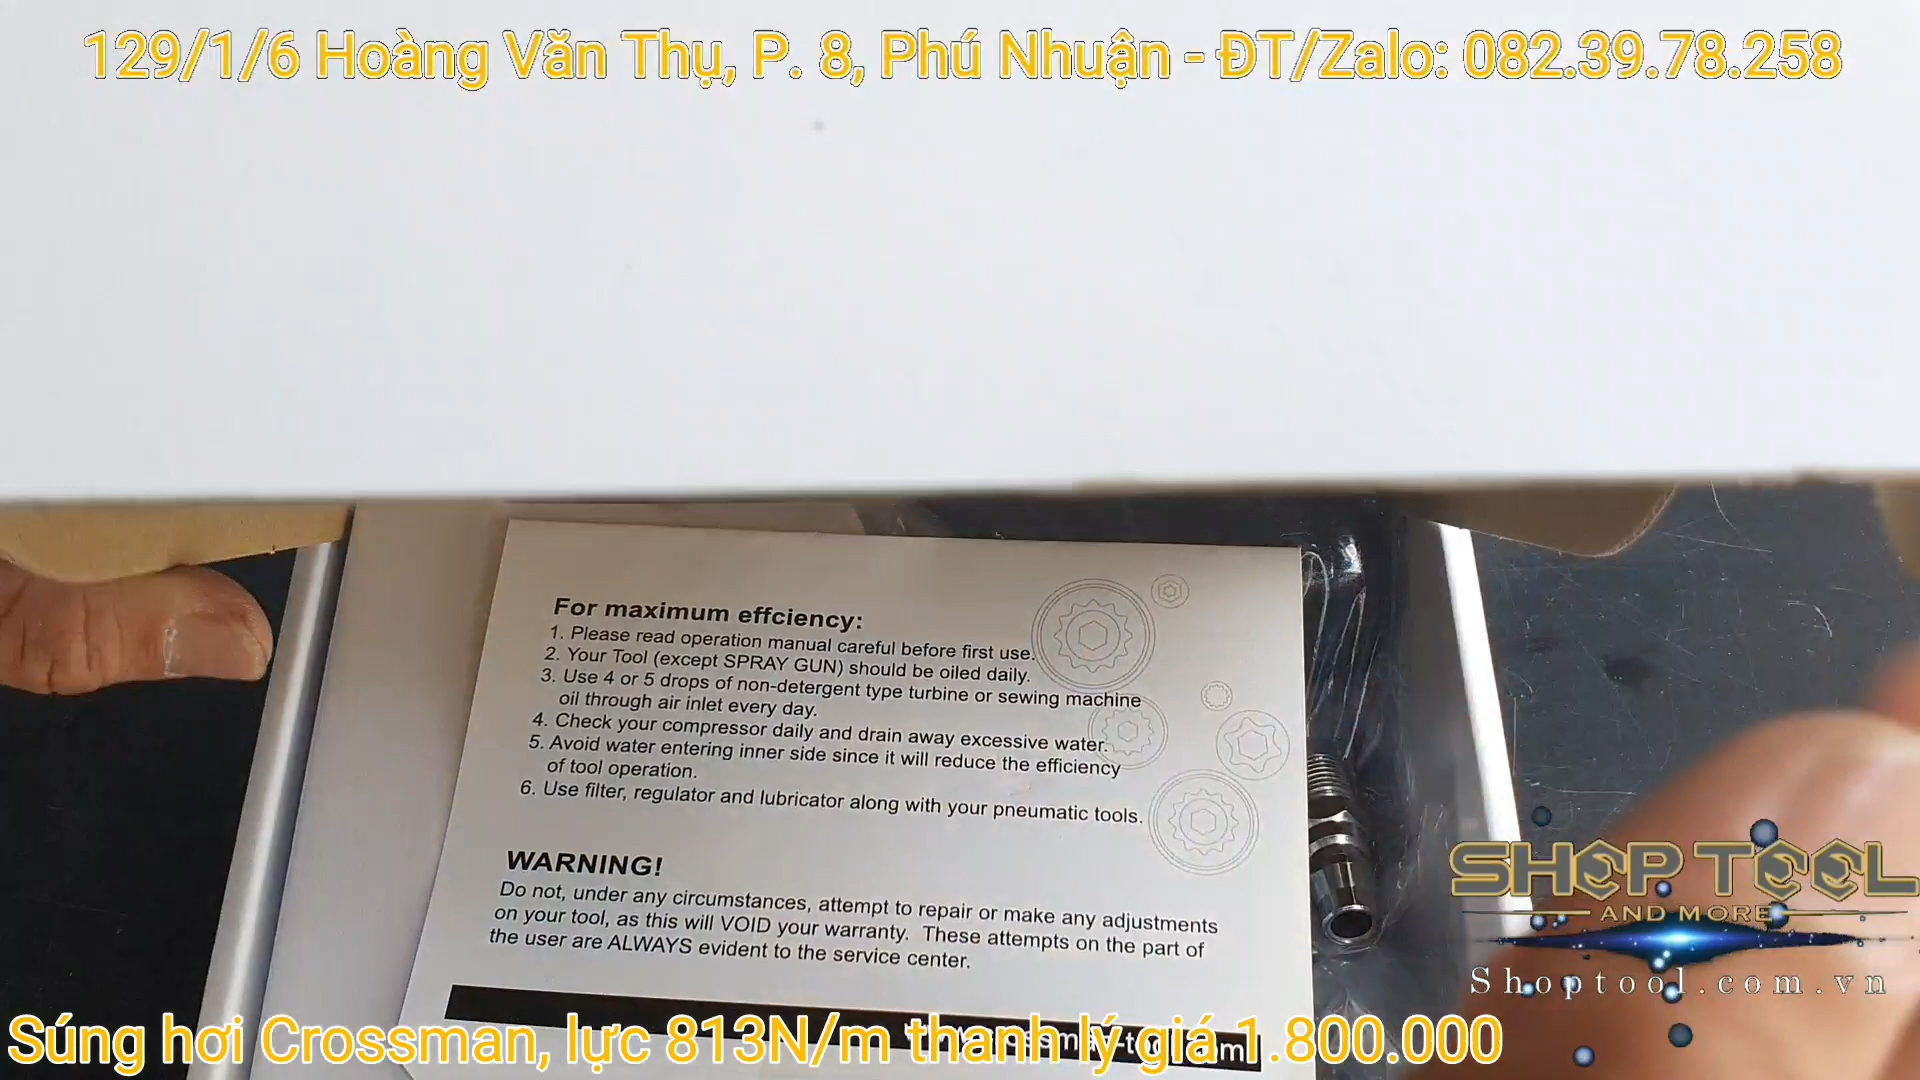 129/1/6 Hoàng Văn Thụ, P. 8, Phú Nhuận - ĐT/Zalo: 082.39.78.258
For maximum effciency:
1. Please read operation manual careful before first use.
2. Your Tool (except SPRAY GUN) should be oiled daily.
3. Use 4 or 5 drops of non-detergent type turbine or sewing machine
oil through air inlet every day.
4. Check your compressor daily and drain away excessive water.
5. Avoid water entering inner side since it will reduce the efficiency
of tool operation.
6. Use filter, regulator and lubricator along with your pneumatic tools.
WARNING!
Do not, under any circumstances, attempt to repair or make any adjustments
on your tool, as this will VOID your warranty. These attempts on the part of
the user are ALWAYS evident to the service center.
SHOP TOOL
AND MORE
Shoptool.com.vn
Súng hơi Crossman, lực 813N/m thanh lý giá 1.800.000